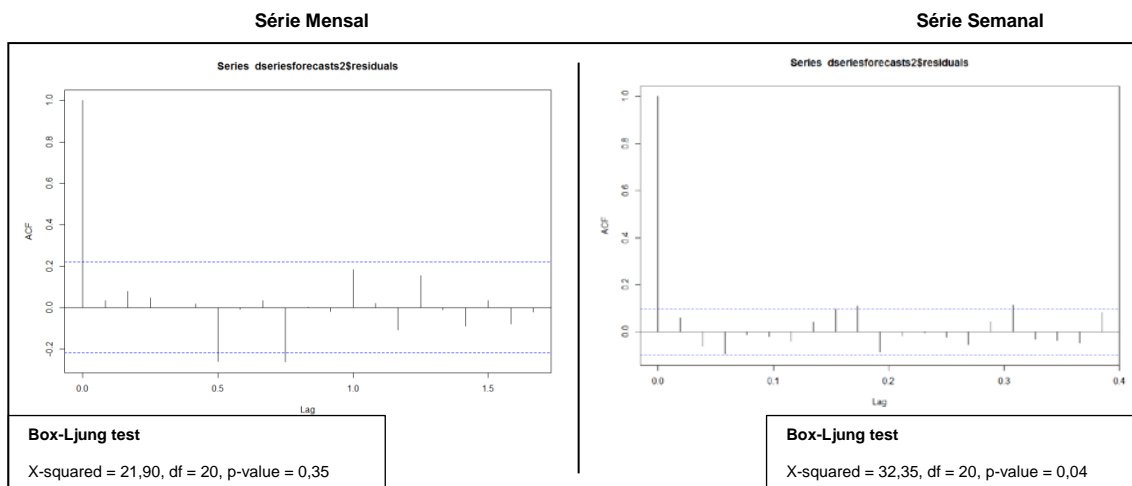 Série Mensal
Série Semanal
Series dseriesforecasts2$residuals
1.0
0.8
0.6
0.4
0.2
0.0
-0.2
ACF
0.0
0.5
1.0
1.5
Lag
Box-Ljung test
X-squared = 21,90, df = 20, p-value = 0,35
Series dseriesforecasts2$residuals
1.0
0.8
0.6
0.4
0.2
0.0
ACF
0.0
0.1
0.2
0.3
0.4
Lag
Box-Ljung test
X-squared = 32,35, df = 20, p-value = 0,04